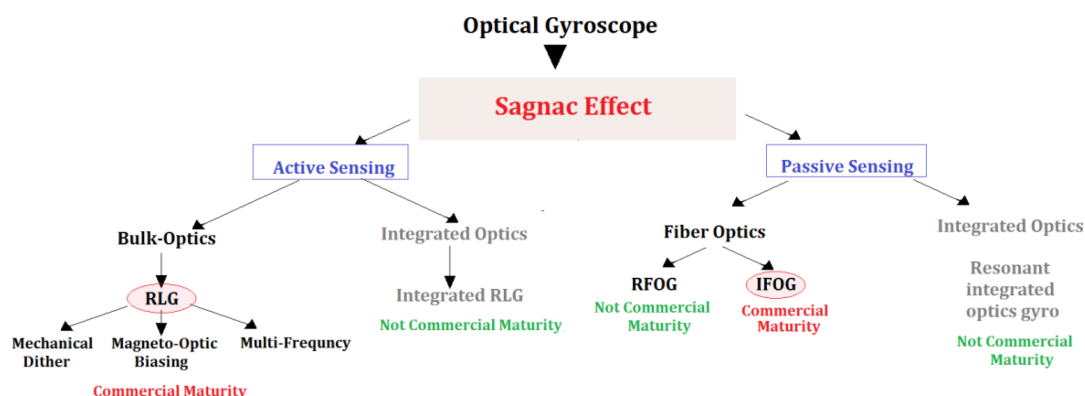 Optical Gyroscope
Sagnac Effect
Active Sensing
Passive Sensing
Bulk-Optics
Integrated Optics
Fiber Optics
Integrated Optics
RLG
Integrated RLG
Not Commercial Maturity
RFOG
Not Commercial
Maturity
IFOG
Commercial
Maturity
Resonant
integrated
optics gyro
Not Commercial
Maturity
Mechanical
Dither
Magneto-Optic
Biasing
Multi-Frequncy
Commercial Maturity